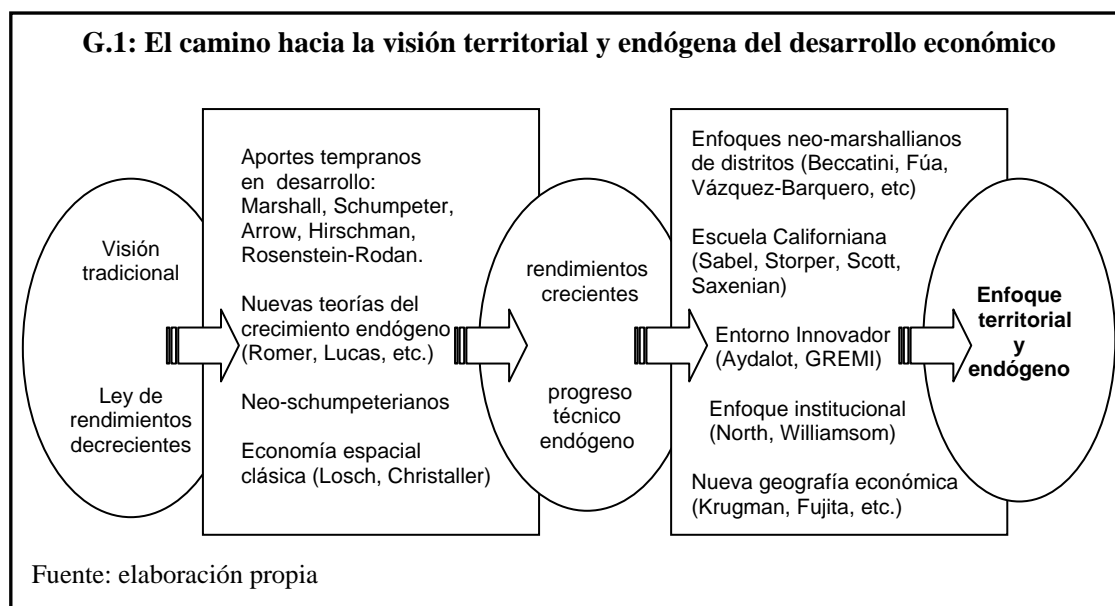 G.1: El camino hacia la visión territorial y endógena del desarrollo económico
Visión
tradicional
Ley de
rendimientos
decrecientes
Aportes tempranos
en desarrollo:
Marshall, Schumpeter,
Arrow, Hirschman,
Rosenstein-Rodan.
Nuevas teorías del
crecimiento endógeno
(Romer, Lucas, etc.)
Neo-schumpeterianos
Economía espacial
clásica (Losch, Christaller)
rendimientos
crecientes
progreso
técnico
endógeno
Enfoques neo-marshallianos
de distritos (Beccatini, Fúa,
Vázquez-Barquero, etc)
Escuela Californiana
(Sabel, Storper, Scott,
Saxenian)
Entorno Innovador
(Aydalot, GREMI)
Enfoque institucional
(North, Williamsom)
Nueva geografía económica
(Krugman, Fujita, etc.)
Enfoque
territorial
y
endógeno
Fuente: elaboración propia